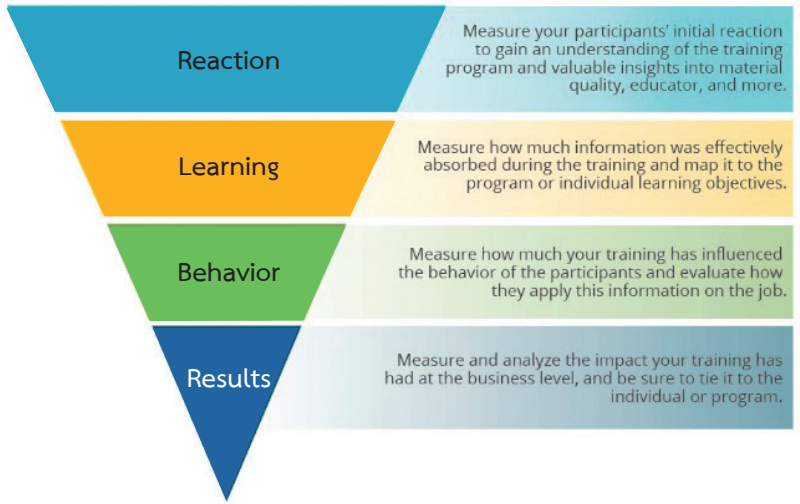 Reaction
Measure your participants' initial reaction
to gain an understanding of the training
program and valuable insights into material
quality, educator, and more.
Learning
Measure how much information was effectively
absorbed during the training and map it to the
program or individual learning objectives.
Behavior
Measure how much your training has influenced
the behavior of the participants and evaluate how
they apply this information on the job.
Results
Measure and analyze the impact your training has
had at the business level, and be sure to tie it to the
individual or program.